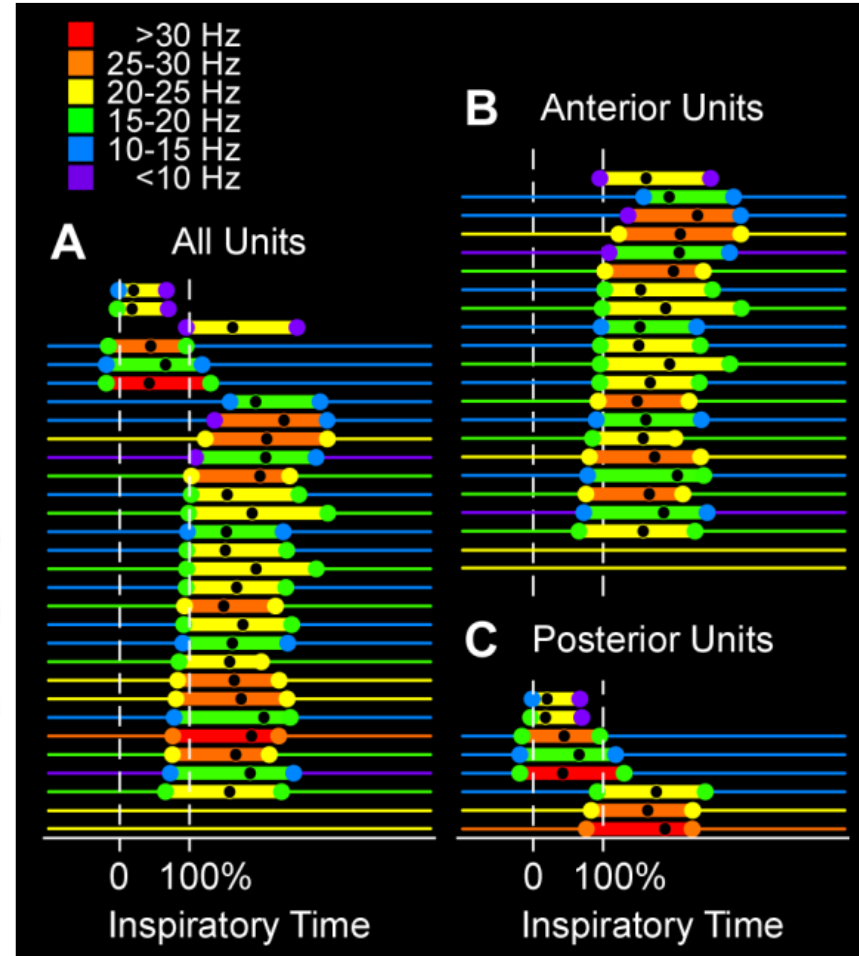 >30 Hz
25-30 Hz
20-25 Hz
15-20 Hz
10-15 Hz
<10 Hz
A All Units
0 100%
Inspiratory Time
B Anterior Units
C Posterior Units
0 100%
Inspiratory Time